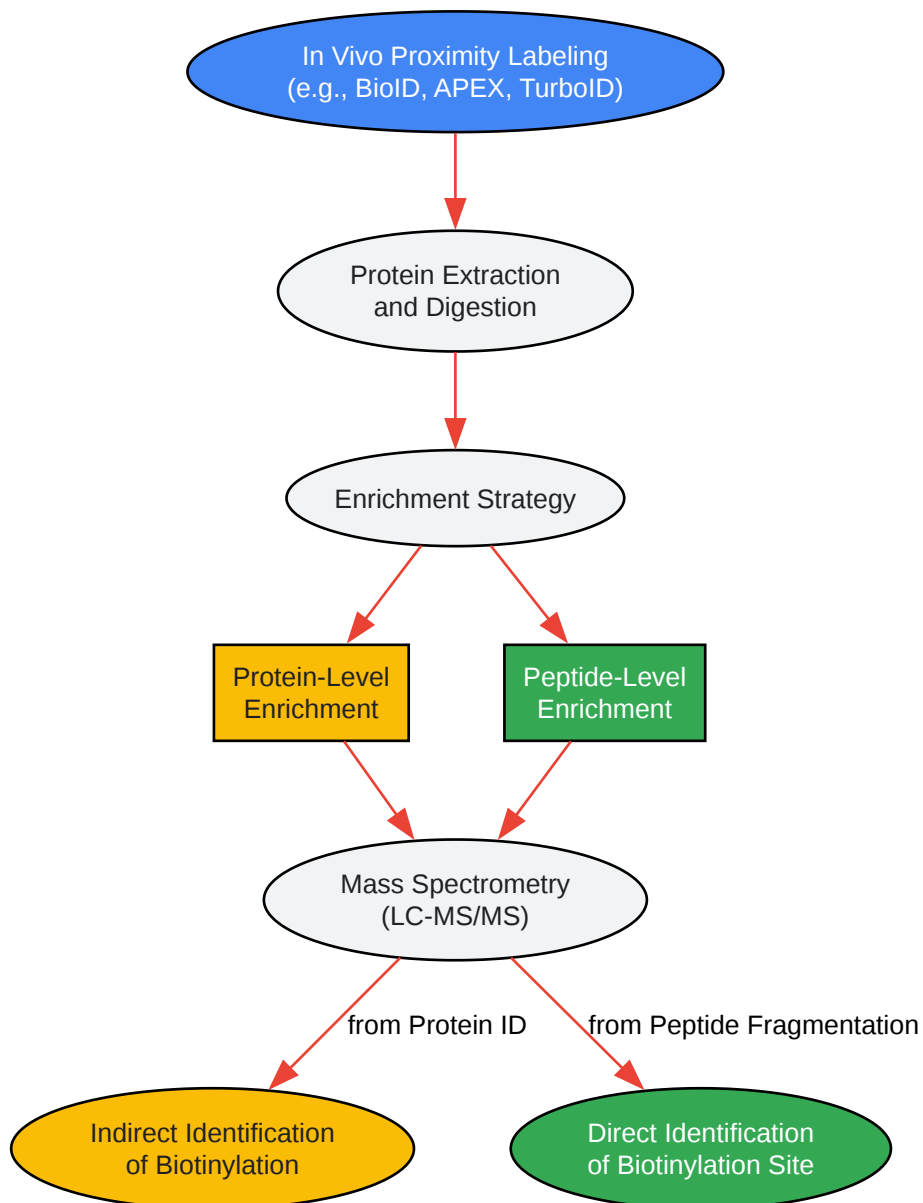 In Vivo Proximity Labeling
(e.g., BioID, APEX, TurboID)
Protein Extraction
and Digestion
Enrichment Strategy
Protein-Level
Enrichment
Peptide-Level
Enrichment
Mass Spectrometry
(LC-MS/MS)
from Protein ID
from Peptide Fragmentation
Indirect Identification
of Biotinylation
Direct Identification
of Biotinylation Site